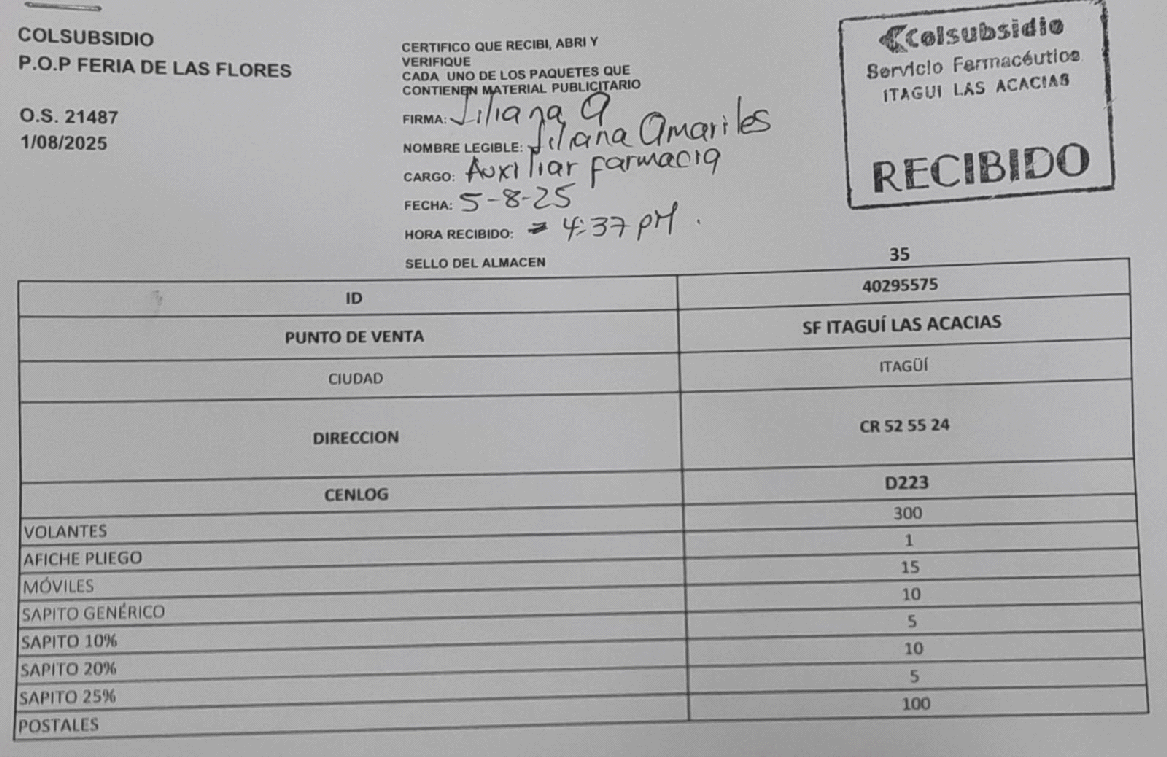 COLSUBSIDIO
P.O.P FERIA DE LAS FLORES
O.S. 21487
1/08/2025
CERTIFICO QUE RECIBI, ABRI Y
VERIFIQUE
CADA UNO DE LOS PAQUETES QUE
CONTIENEN MATERIAL PUBLICITARIO
FIRMA: Liliana A
NOMBRE LEGIBLE: Liliana Amariles
CARGO: Auxiliar farmacia
FECHA: 5-8-25
HORA RECIBIDO: 4:37 PM.
SELLO DEL ALMACEN
Colsubsidio
Servicio Farmacéutico
ITAGUI LAS ACACIAS
RECIBIDO
35
ID 40295575
PUNTO DE VENTA SF ITAGUÍ LAS ACACIAS
CIUDAD ITAGÜÍ
DIRECCION CR 52 55 24
CENLOG D223
VOLANTES 300
AFICHE PLIEGO 1
MÓVILES 15
SAPITO GENÉRICO 10
SAPITO 10% 5
SAPITO 20% 10
SAPITO 25% 5
POSTALES 100